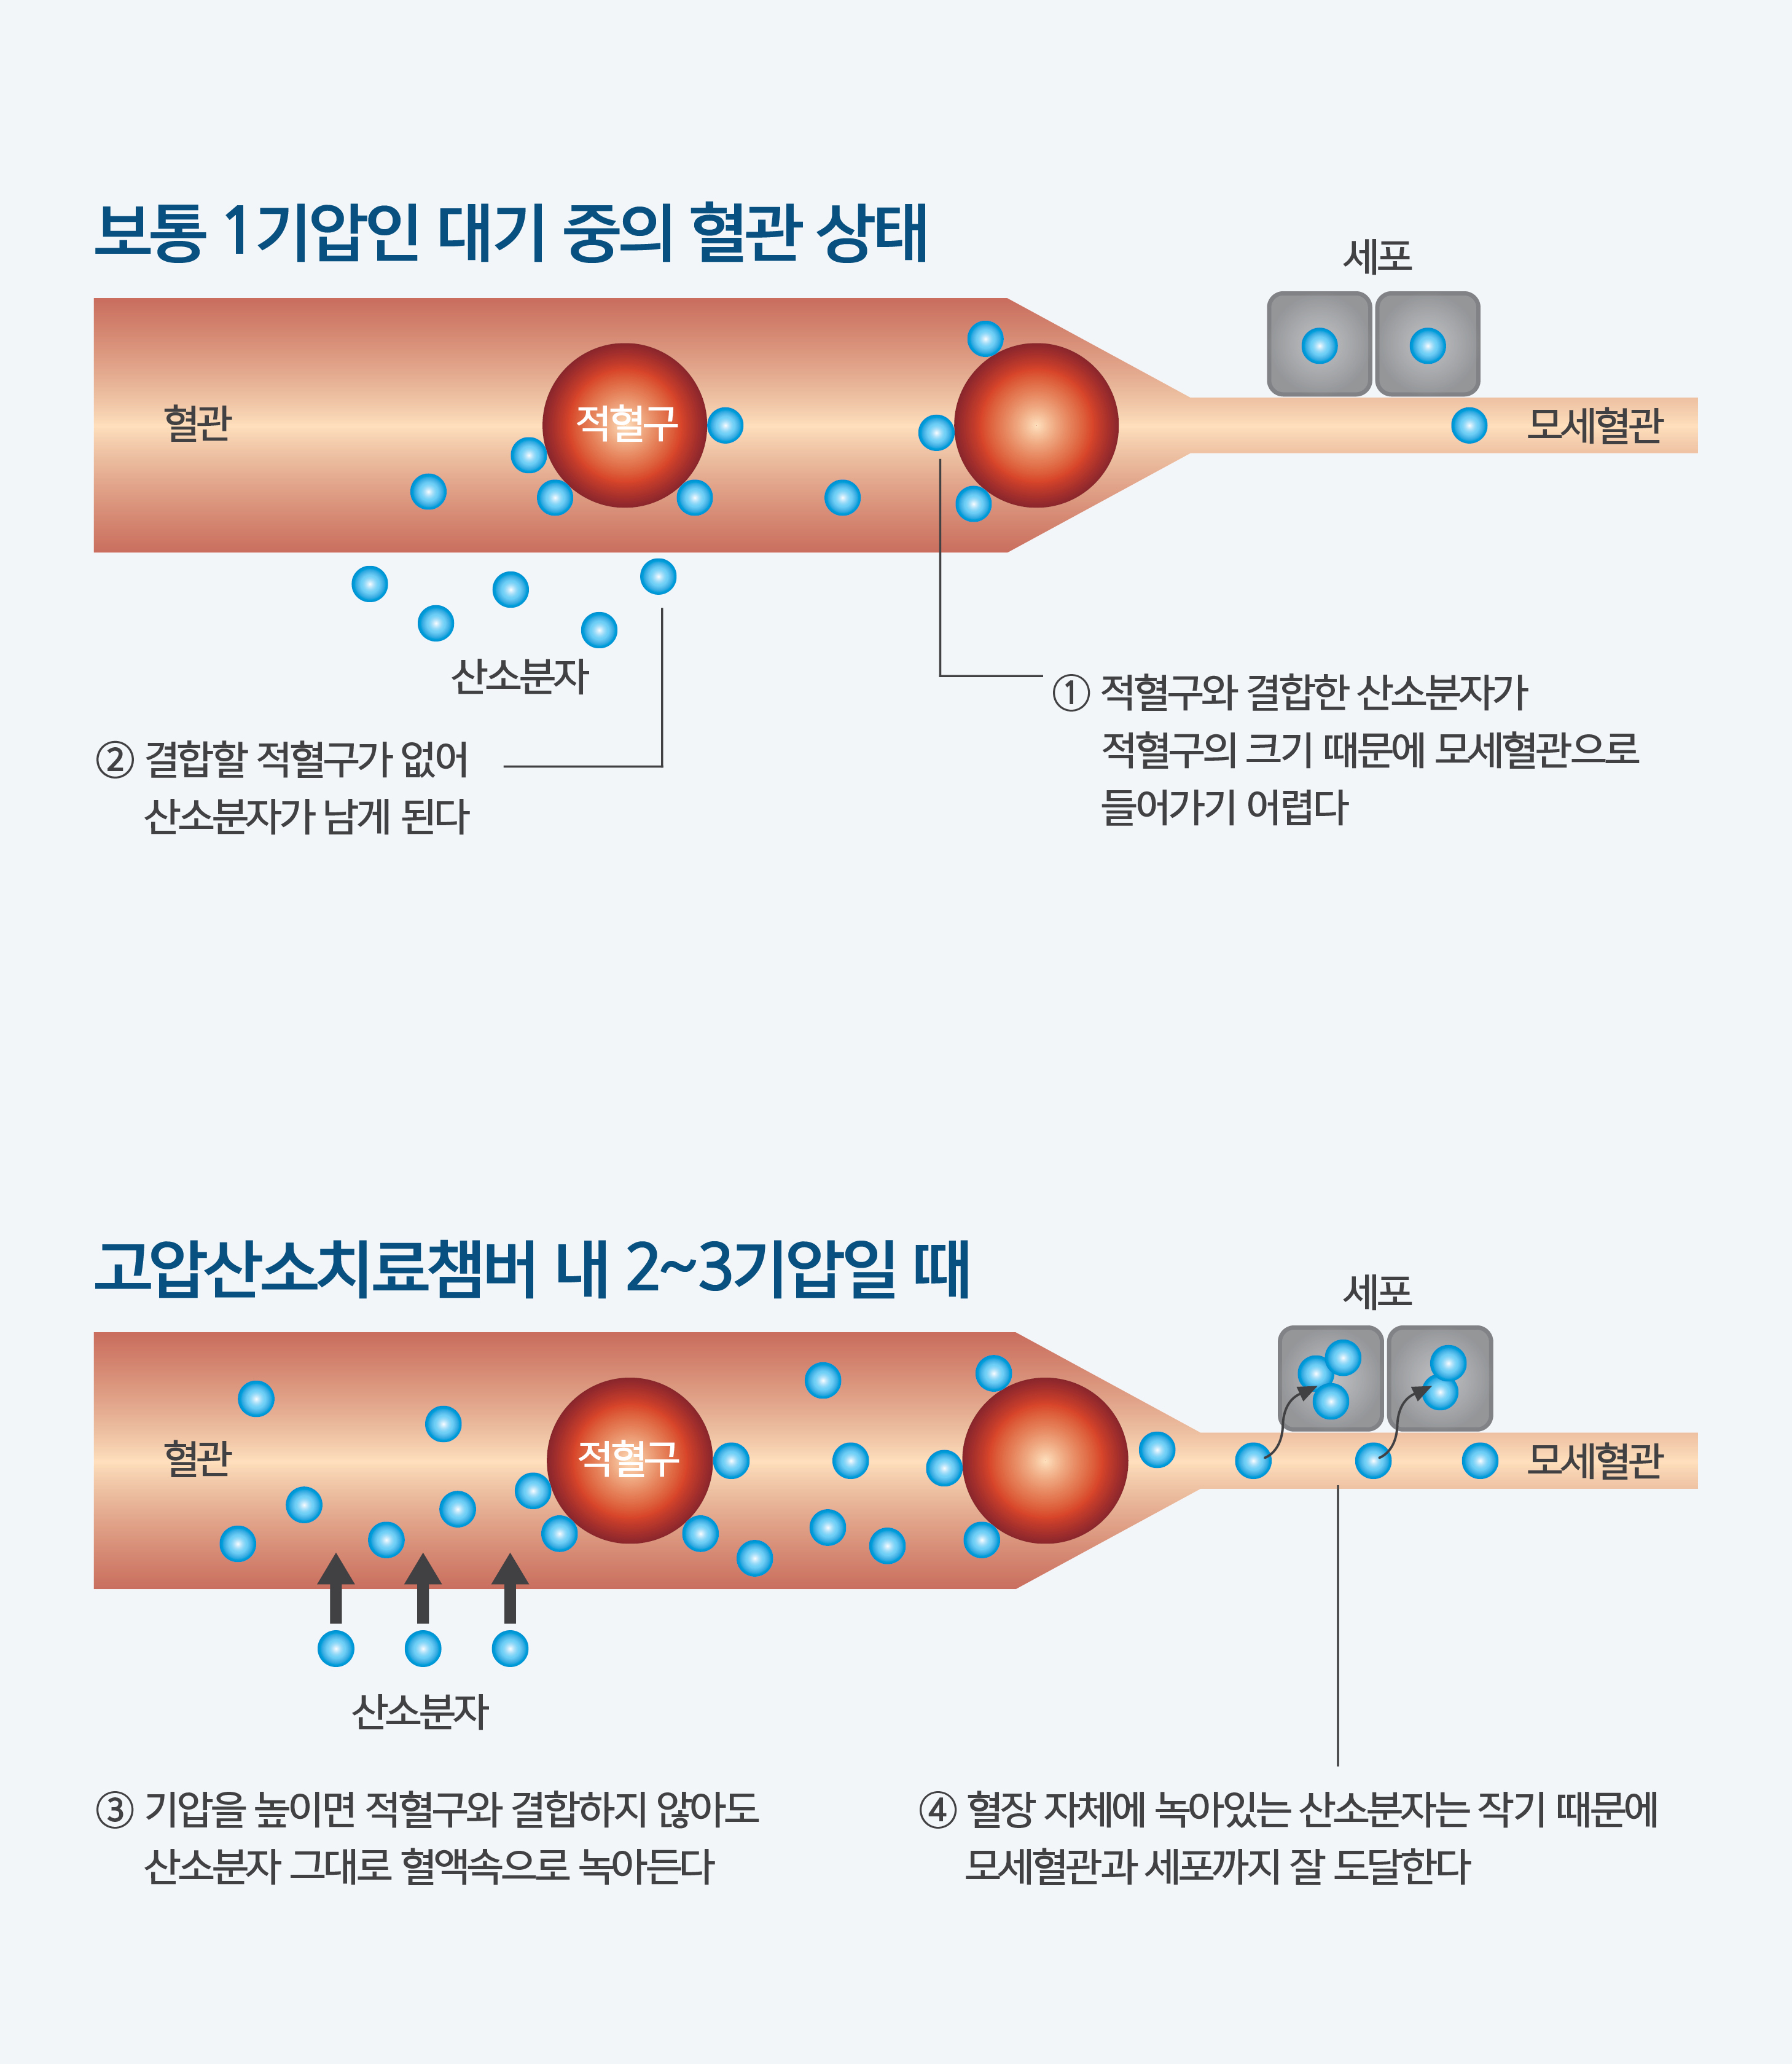 보통 1기압인 대기 중의 혈관 상태
세포
혈관
적혈구
모세혈관
산소분자
① 적혈구와 결합한 산소분자가
적혈구의 크기 때문에 모세혈관으로
들어가기 어렵다
② 결합할 적혈구가 없어
산소분자가 남게 된다
고압산소치료챔버 내 2~3기압일 때
세포
혈관
적혈구
모세혈관
산소분자
③ 기압을 높이면 적혈구와 결합하지 않아도
산소분자 그대로 혈액속으로 녹아든다
④ 혈장 자체에 녹아있는 산소분자는 작기 때문에
모세혈관과 세포까지 잘 도달한다